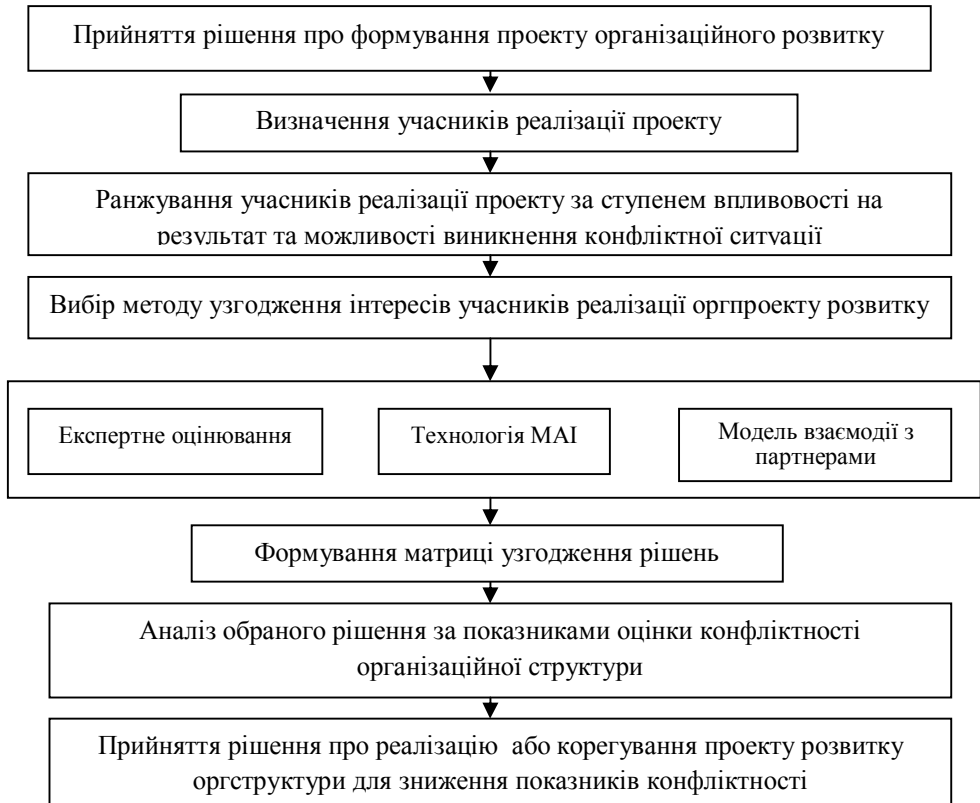 Прийняття рішення про формування проекту організаційного розвитку
Визначення учасників реалізації проекту
Ранжування учасників реалізації проекту за ступенем впливовості на
результат та можливості виникнення конфліктної ситуації
Вибір методу узгодження інтересів учасників реалізації оргпроекту розвитку
Експертне оцінювання
Технологія МАІ
Модель взаємодії з
партнерами
Формування матриці узгодження рішень
Аналіз обраного рішення за показниками оцінки конфліктності
організаційної структури
Прийняття рішення про реалізацію або корегування проекту розвитку
оргструктури для зниження показників конфліктності